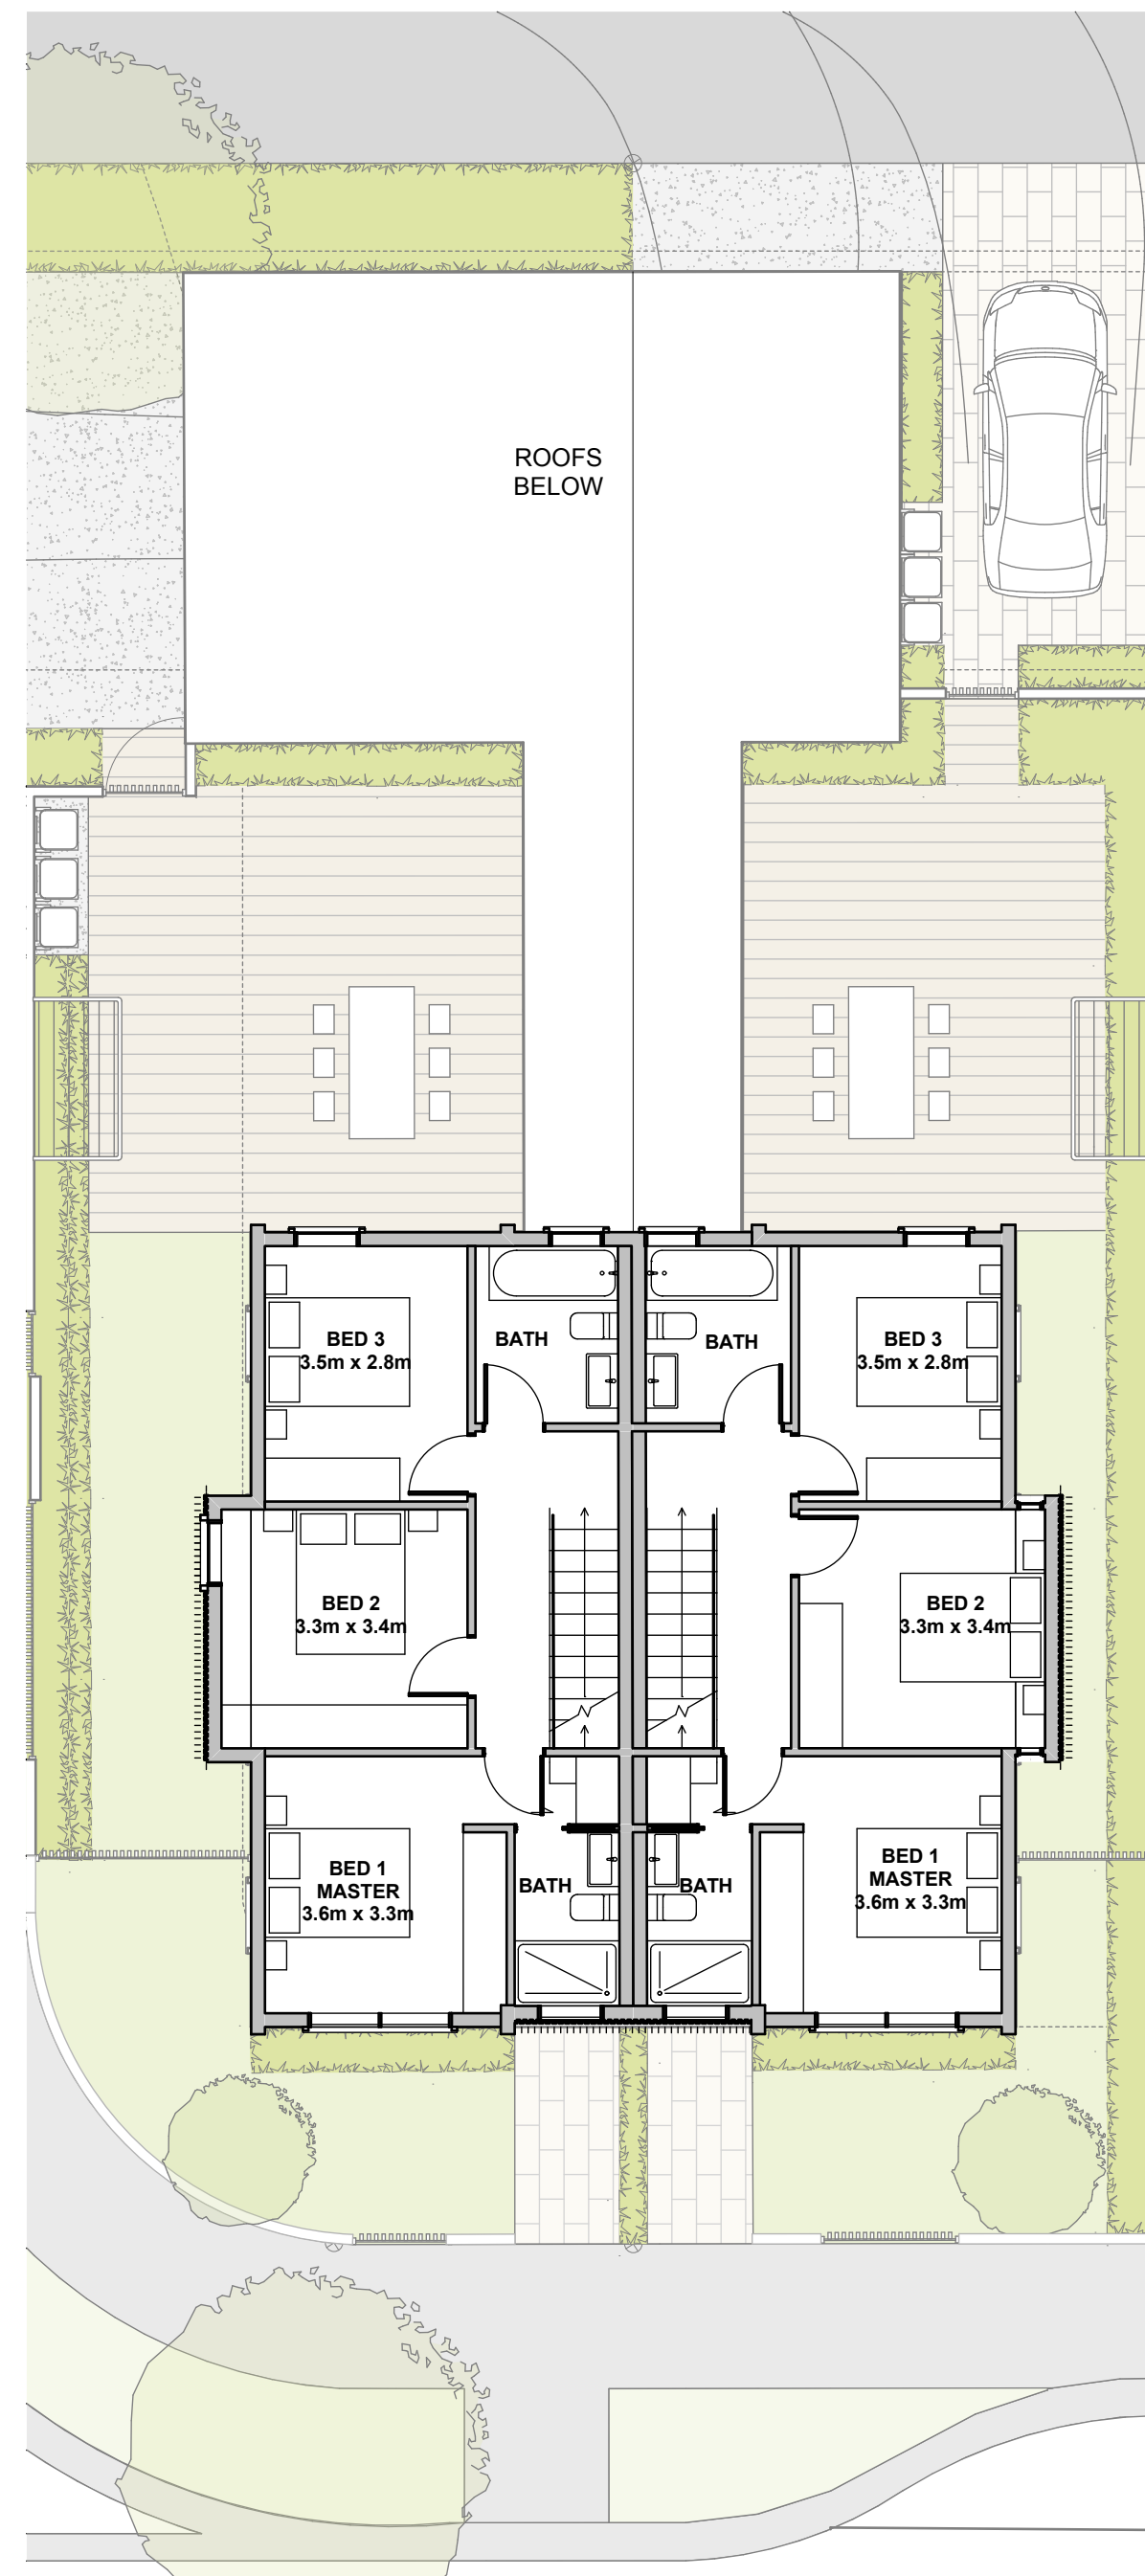 ROOFS
BELOW
BED 3
3.5m x 2.8m
BATH
BATH
BED 3
3.5m x 2.8m
BED 2
3.3m x 3.4m
BED 2
3.3m x 3.4m
BED 1
MASTER
3.6m x 3.3m
BATH
BATH
BED 1
MASTER
3.6m x 3.3m